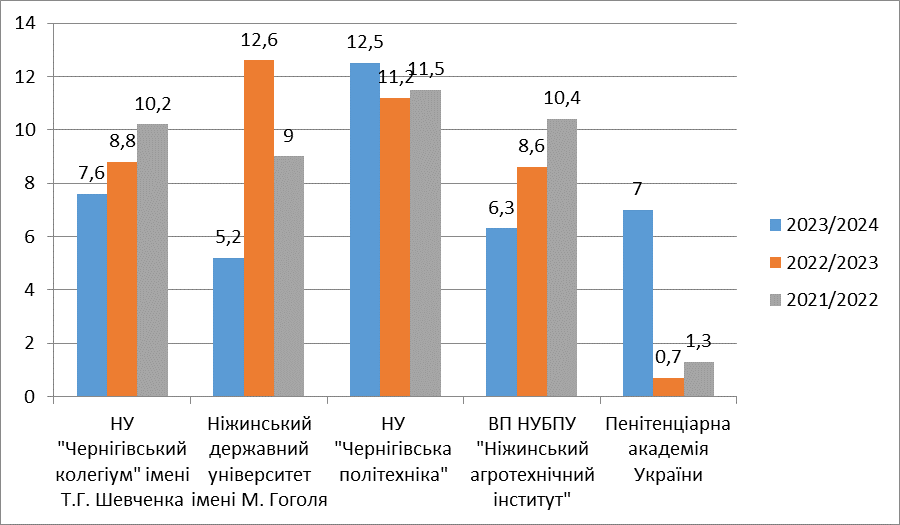 14
12
10
8
6
4
2
0
7,6
8,8
10,2
5,2
12,6
9
12,5
11,2
11,5
6,3
8,6
10,4
7
0,7
1,3
НУ
"Чернігівський
колегіум" імені
Т.Г. Шевченка
Ніжинський
державний
університет
імені М. Гоголя
НУ
"Чернігівська
політехніка"
ВП НУБПУ
"Ніжинський
агротехнічний
інститут"
Пенітенціарна
академія
України
2023/2024
2022/2023
2021/2022